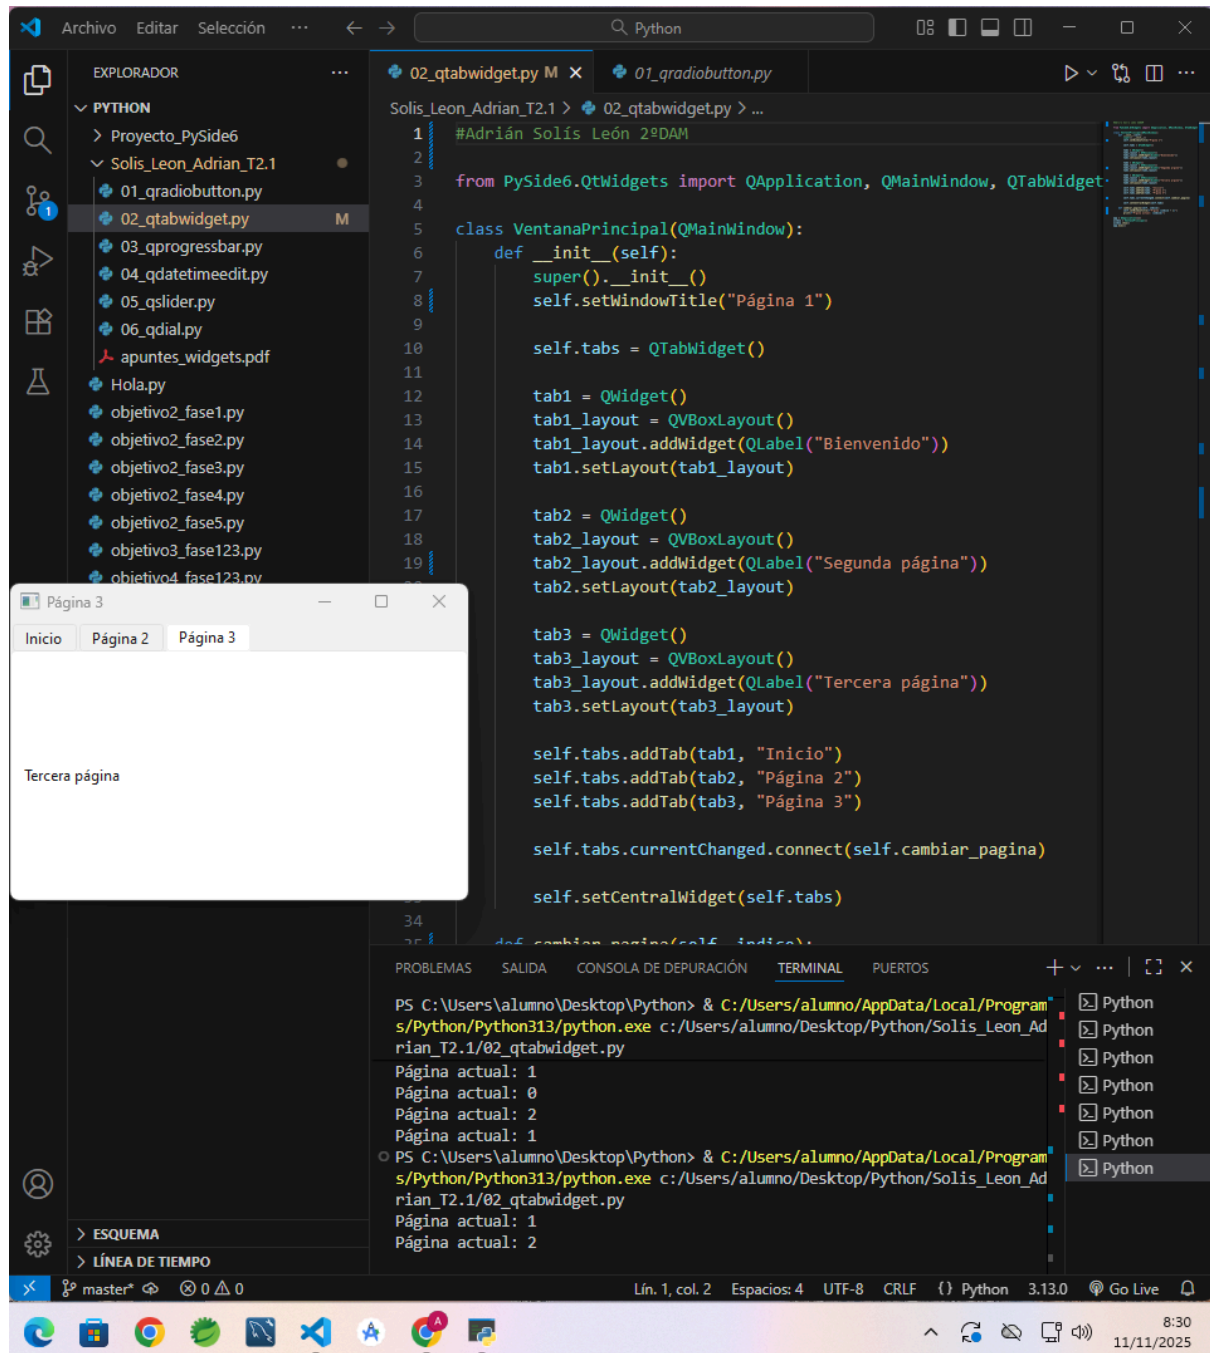 Archivo Editar Selección ··· Python
EXPLORADOR ···
PYTHON
Proyecto_PySide6
Solis_Leon_Adrian_T2.1
01_qradiobutton.py
02_qtabwidget.py M
03_qprogressbar.py
04_qdatetimeedit.py
05_qslider.py
06_qdial.py
apuntes_widgets.pdf
Hola.py
objetivo2_fase1.py
objetivo2_fase2.py
objetivo2_fase3.py
objetivo2_fase4.py
objetivo2_fase5.py
objetivo3_fase123.py
objetivo4_fase123.py
1
ESQUEMA
LÍNEA DE TIEMPO
02_qtabwidget.py M 01_qradiobutton.py
Solis_Leon_Adrian_T2.1 > 02_qtabwidget.py > ...
1 #Adrián Solís León 2ºDAM
2
3 from PySide6.QtWidgets import QApplication, QMainWindow, QTabWidget
4
5 class VentanaPrincipal(QMainWindow):
6 def __init__(self):
7 super().__init__()
8 self.setWindowTitle("Página 1")
9
10 self.tabs = QTabWidget()
11
12 tab1 = QWidget()
13 tab1_layout = QVBoxLayout()
14 tab1_layout.addWidget(QLabel("Bienvenido"))
15 tab1.setLayout(tab1_layout)
16
17 tab2 = QWidget()
18 tab2_layout = QVBoxLayout()
19 tab2_layout.addWidget(QLabel("Segunda página"))
tab2.setLayout(tab2_layout)
tab3 = QWidget()
tab3_layout = QVBoxLayout()
tab3_layout.addWidget(QLabel("Tercera página"))
tab3.setLayout(tab3_layout)
self.tabs.addTab(tab1, "Inicio")
self.tabs.addTab(tab2, "Página 2")
self.tabs.addTab(tab3, "Página 3")
self.tabs.currentChanged.connect(self.cambiar_pagina)
self.setCentralWidget(self.tabs)
34
35 def cambiar_pagina(self, indice):
Página 3
Inicio Página 2 Página 3
Tercera página
PROBLEMAS SALIDA CONSOLA DE DEPURACIÓN TERMINAL PUERTOS
PS C:\Users\alumno\Desktop\Python> & C:/Users/alumno/AppData/Local/Program
s/Python/Python313/python.exe c:/Users/alumno/Desktop/Python/Solis_Leon_Ad
rian_T2.1/02_qtabwidget.py
Página actual: 1
Página actual: 0
Página actual: 2
Página actual: 1
PS C:\Users\alumno\Desktop\Python> & C:/Users/alumno/AppData/Local/Program
s/Python/Python313/python.exe c:/Users/alumno/Desktop/Python/Solis_Leon_Ad
rian_T2.1/02_qtabwidget.py
Página actual: 1
Página actual: 2
Python
Python
Python
Python
Python
Python
Python
master* 0 0 Lín. 1, col. 2 Espacios: 4 UTF-8 CRLF {} Python 3.13.0 Go Live
A
8:30
11/11/2025